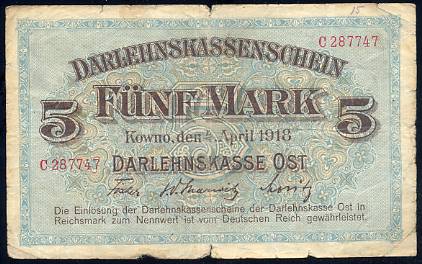 C 287747
DARLEHNSKASSENSCHEIN
5 FÜNF MARK 5
Kowno, den 4. April 1918
C 287747 DARLEHNSKASSE OST
Die Einlösung der Darlehnskassenscheine der Darlehnskasse Ost in
Reichsmark zum Nennwert ist vom Deutschen Reich gewährleistet.